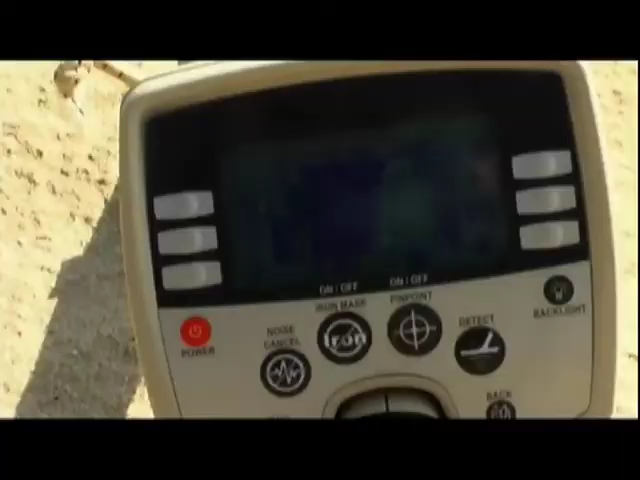 ON / OFF
ON / OFF
IRON MASK
PINPOINT
Iron
NOISE
CANCEL
DETECT
BACKLIGHT
POWER
BACK